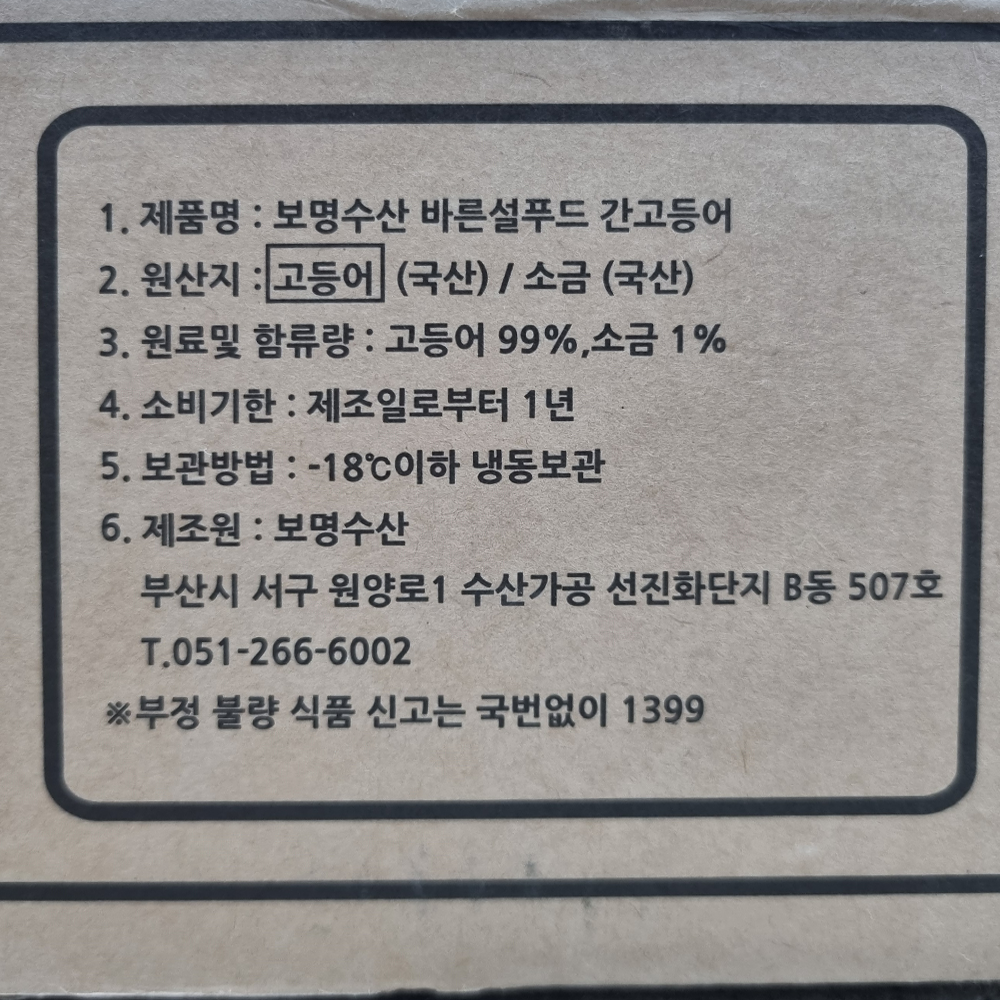 1. 제품명 : 보명수산 바른설푸드 간고등어
2. 원산지 : 고등어 (국산) / 소금 (국산)
3. 원료및 함류량 : 고등어 99%,소금 1%
4. 소비기한 : 제조일로부터 1년
5. 보관방법 : -18℃이하 냉동보관
6. 제조원 : 보명수산
부산시 서구 원양로1 수산가공 선진화단지 B동 507호
T.051-266-6002
※부정 불량 식품 신고는 국번없이 1399